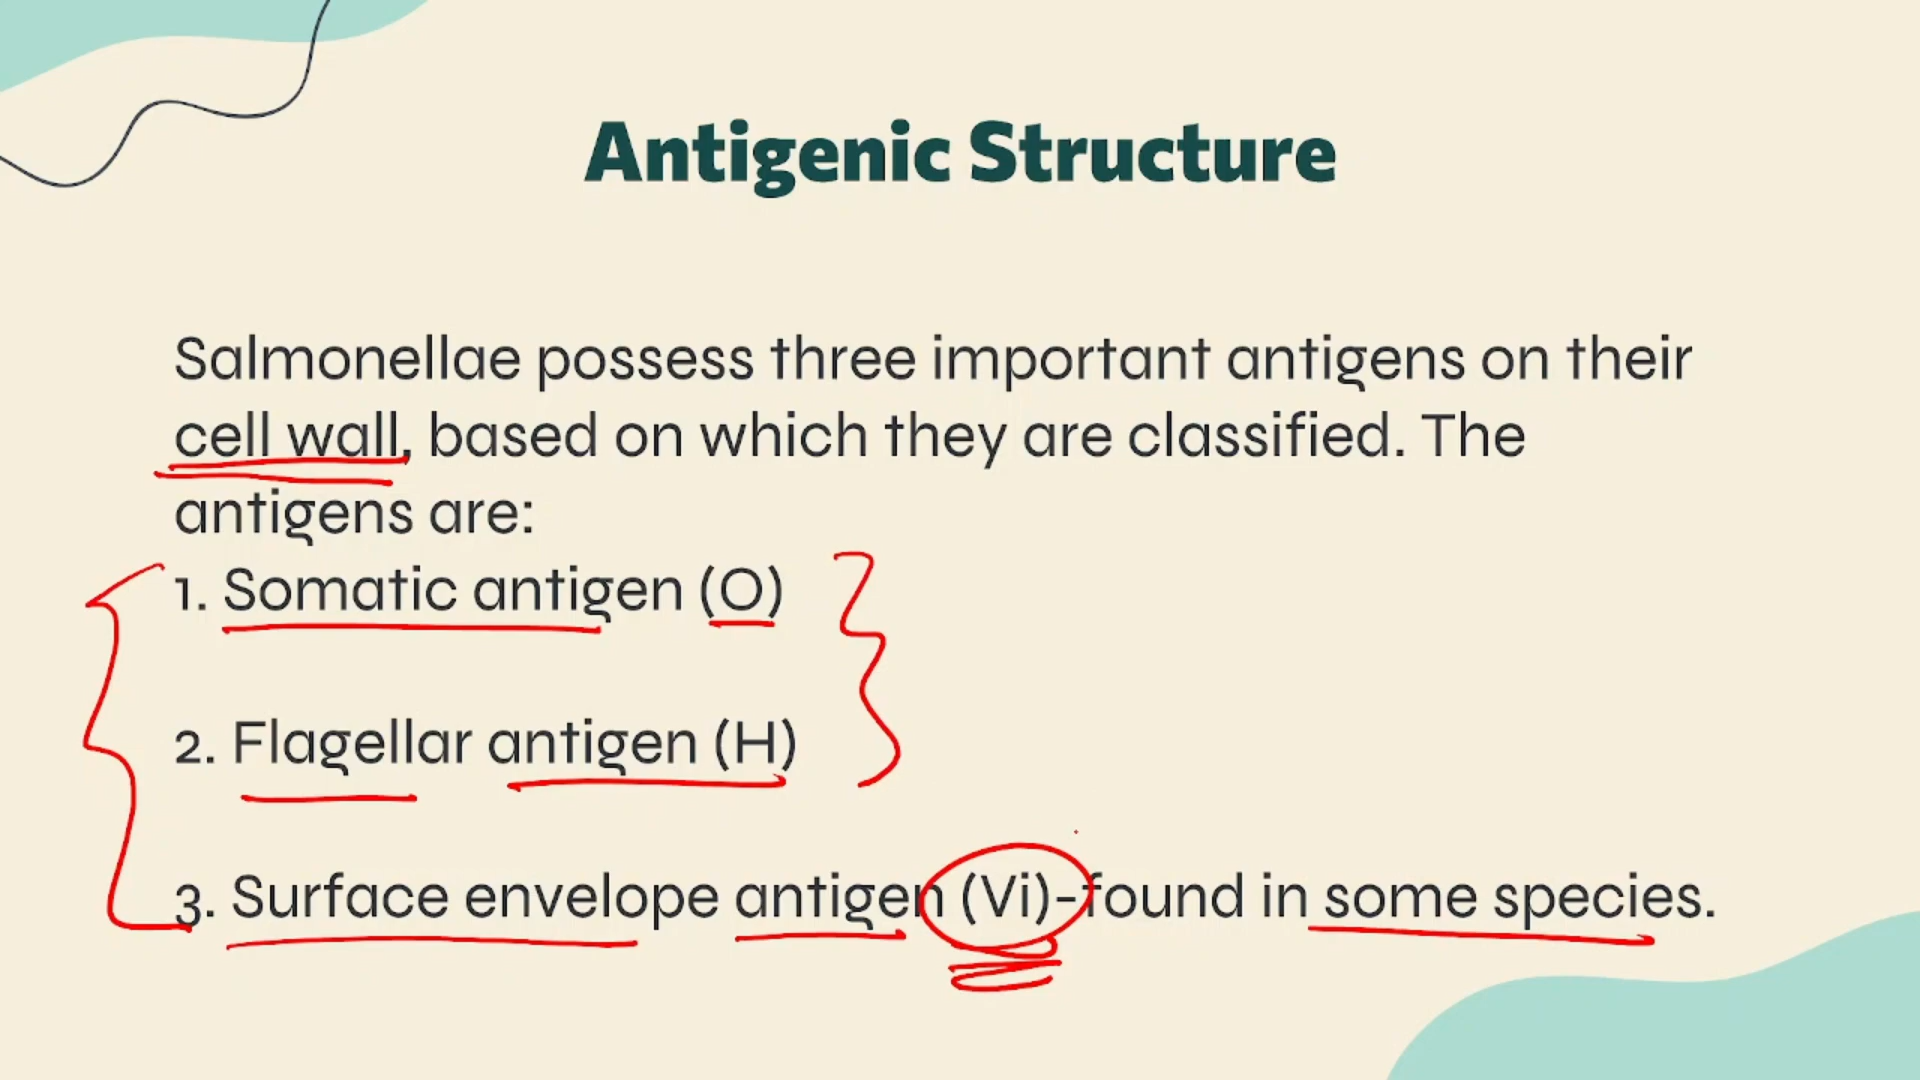 Antigenic Structure
Salmonellae possess three important antigens on their
cell wall, based on which they are classified. The
antigens are:
1. Somatic antigen (O)
2. Flagellar antigen (H)
3. Surface envelope antigen (Vi)-found in some species.